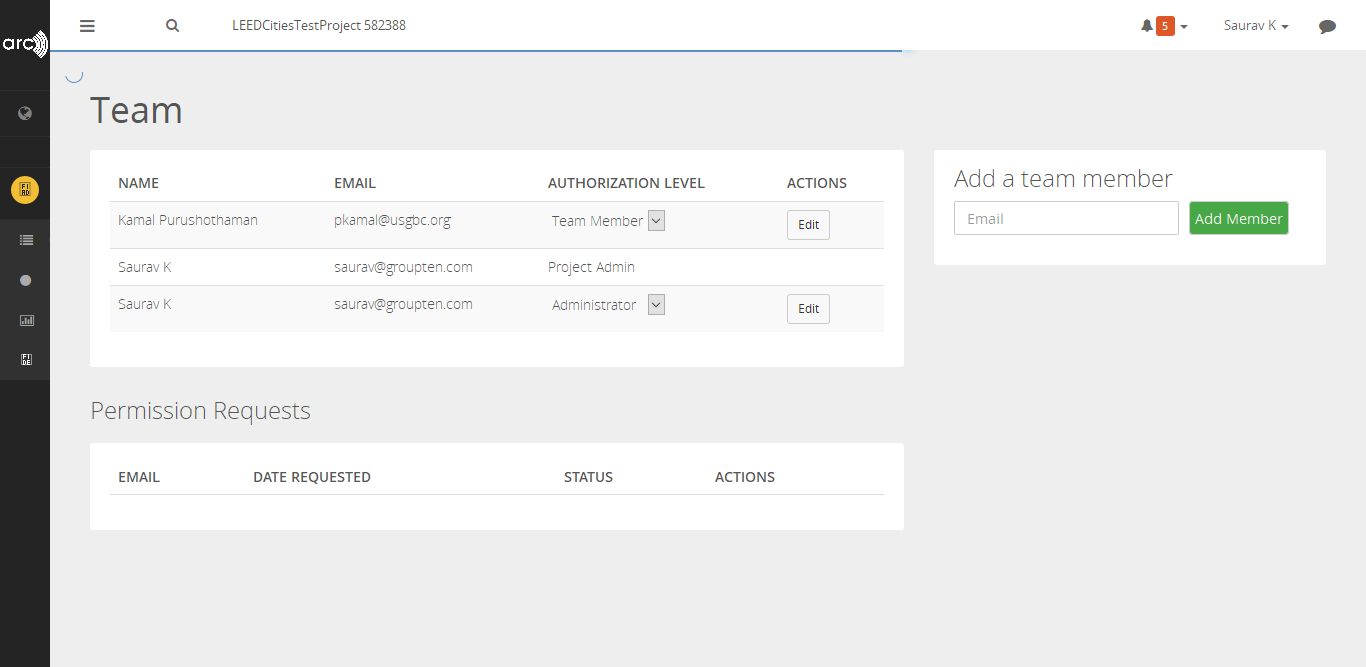 arc
LEEDCitiesTestProject 582388
5
Saurav K
Team
NAME EMAIL AUTHORIZATION LEVEL ACTIONS
Kamal Purushothaman pkamal@usgbc.org Team Member Edit
Saurav K saurav@groupten.com Project Admin
Saurav K saurav@groupten.com Administrator Edit
Add a team member
Email Add Member
Permission Requests
EMAIL DATE REQUESTED STATUS ACTIONS